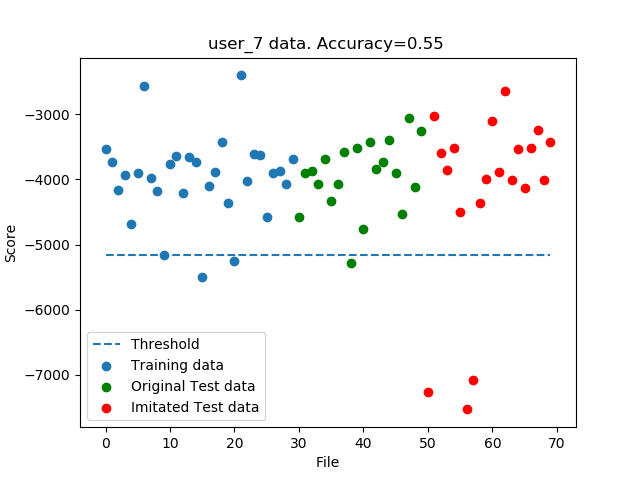 user_7 data. Accuracy=0.55
−3000
−4000
−5000
−6000
−7000
Score
Threshold
Training data
Original Test data
Imitated Test data
0 10 20 30 40 50 60 70
File